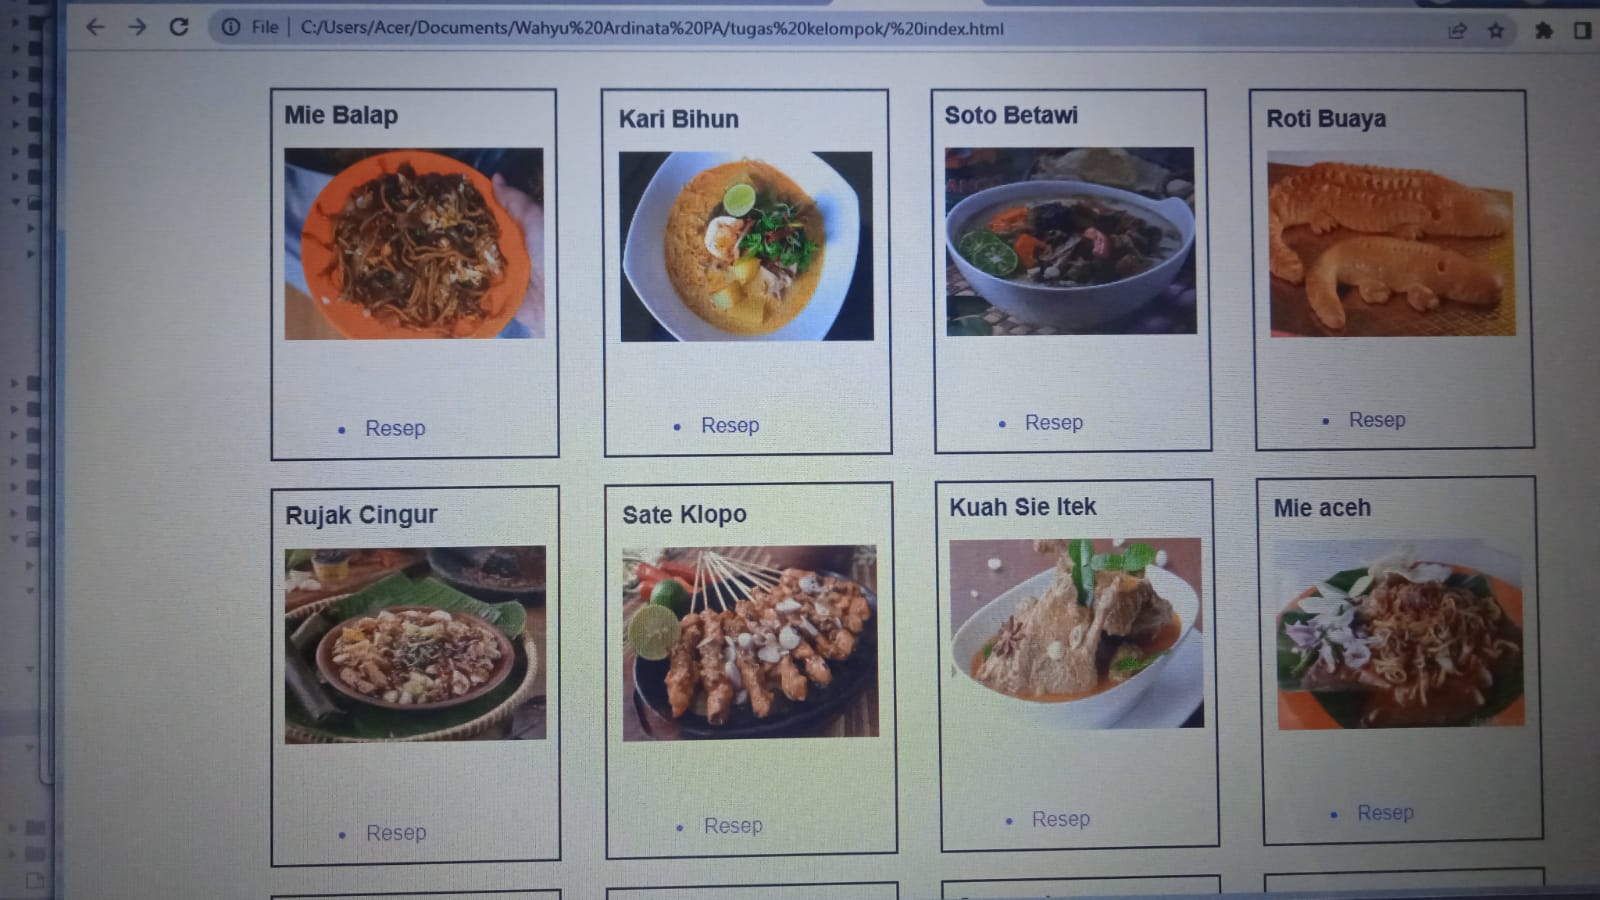 File | C:/Users/Acer/Documents/Wahyu%20Ardinata%20PA/tugas%20kelompok/%20index.html
Mie Balap
Kari Bihun
Soto Betawi
Roti Buaya
• Resep
• Resep
• Resep
• Resep
Rujak Cingur
Sate Klopo
Kuah Sie Itek
Mie aceh
• Resep
• Resep
• Resep
• Resep